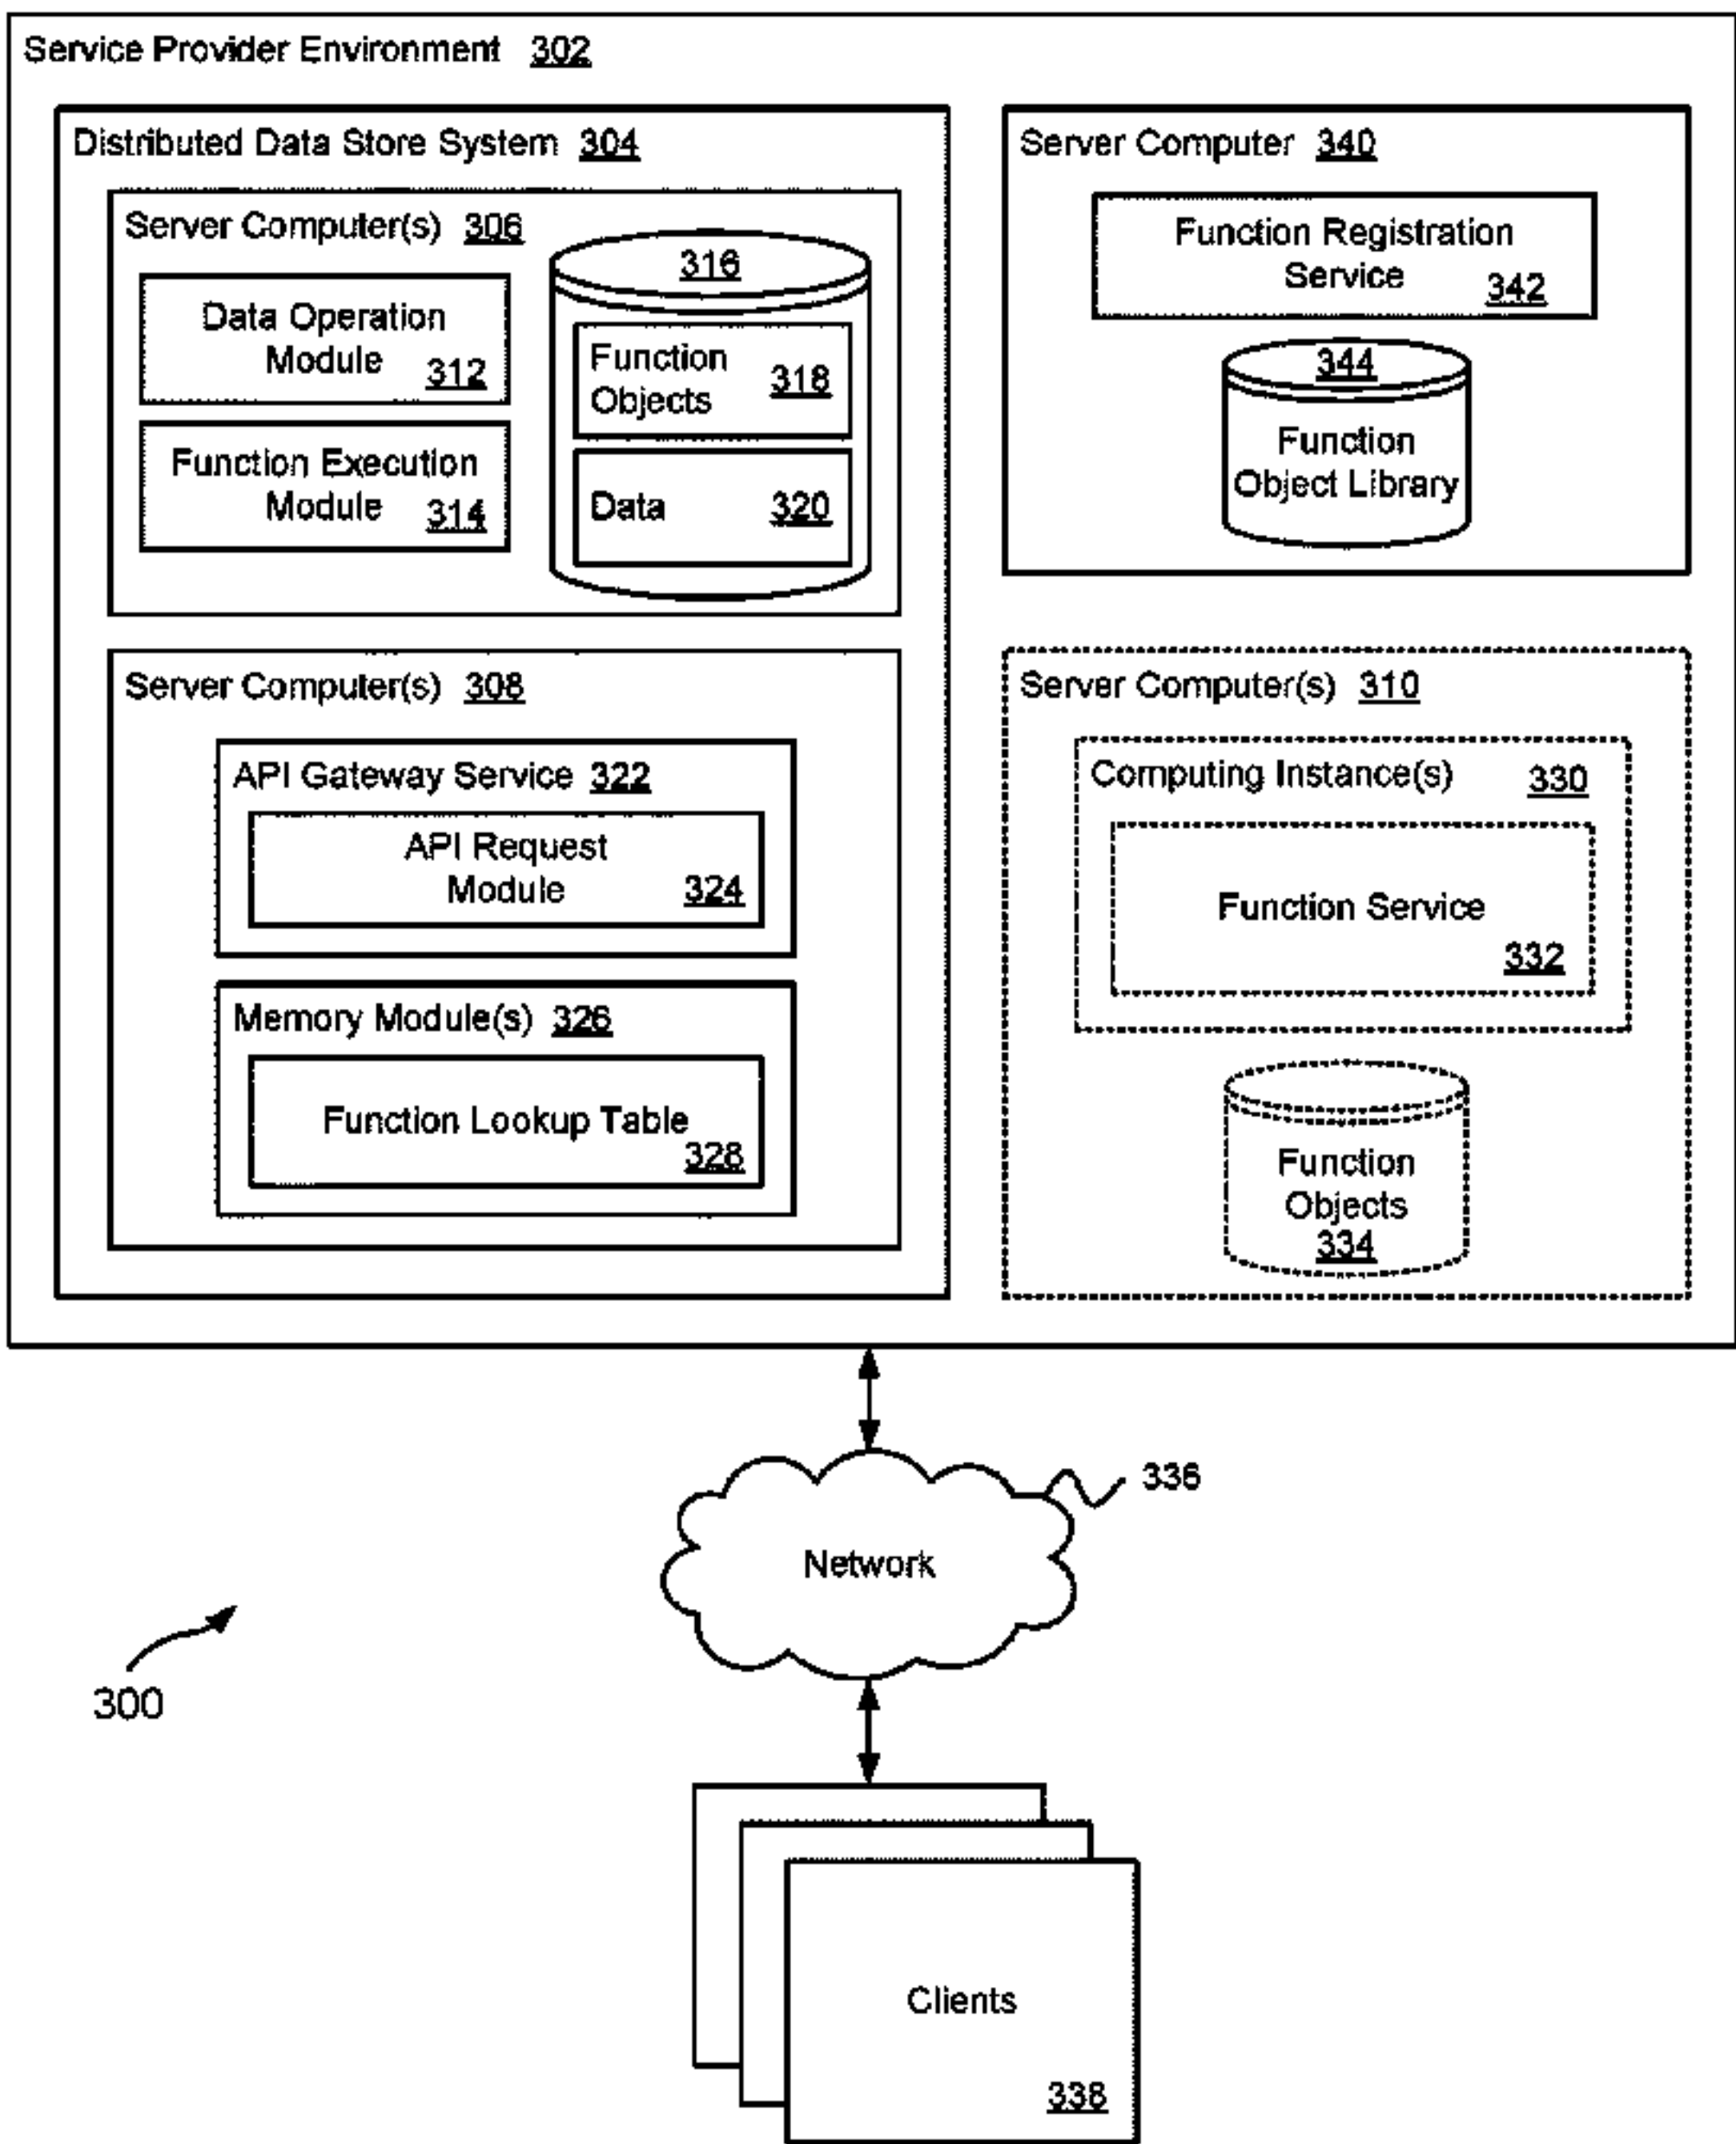 Service Provider Environment 302
Distributed Data Store System 304
Server Computer(s) 306
Data Operation
Module 312
Function Execution
Module 314
316
Function
Objects 318
Data 320
Server Computer(s) 308
API Gateway Service 322
API Request
Module 324
Memory Module(s) 326
Function Lookup Table
328
Server Computer 340
Function Registration
Service 342
344
Function
Object Library
Server Computer(s) 310
Computing Instance(s) 330
Function Service
332
Function
Objects
334
336
Network
300
Clients
338